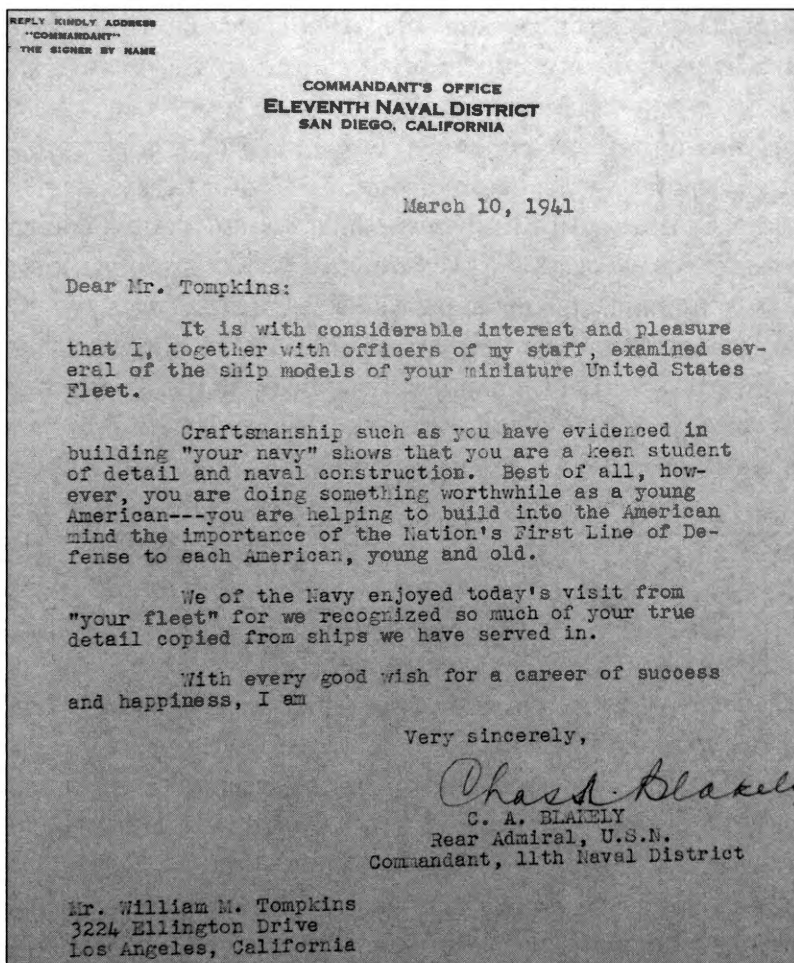 REPLY KINDLY ADDRESS
"COMMANDANT"
THE SIGNER BY NAME
COMMANDANT'S OFFICE
ELEVENTH NAVAL DISTRICT
SAN DIEGO, CALIFORNIA
March 10, 1941
Dear Mr. Tompkins:
It is with considerable interest and pleasure
that I, together with officers of my staff, examined sev-
eral of the ship models of your miniature United States
Fleet.
Craftsmanship such as you have evidenced in
building "your navy" shows that you are a keen student
of detail and naval construction. Best of all, how-
ever, you are doing something worthwhile as a young
American---you are helping to build into the American
mind the importance of the Nation's First Line of De-
fense to each American, young and old.
We of the Navy enjoyed today's visit from
"your fleet" for we recognized so much of your true
detail copied from ships we have served in.
With every good wish for a career of success
and happiness, I am
Very sincerely,
Chas A. Blakely
C. A. BLAKELY
Rear Admiral, U.S.N.
Commandant, 11th Naval District
Mr. William M. Tompkins
3224 Ellington Drive
Los Angeles, California